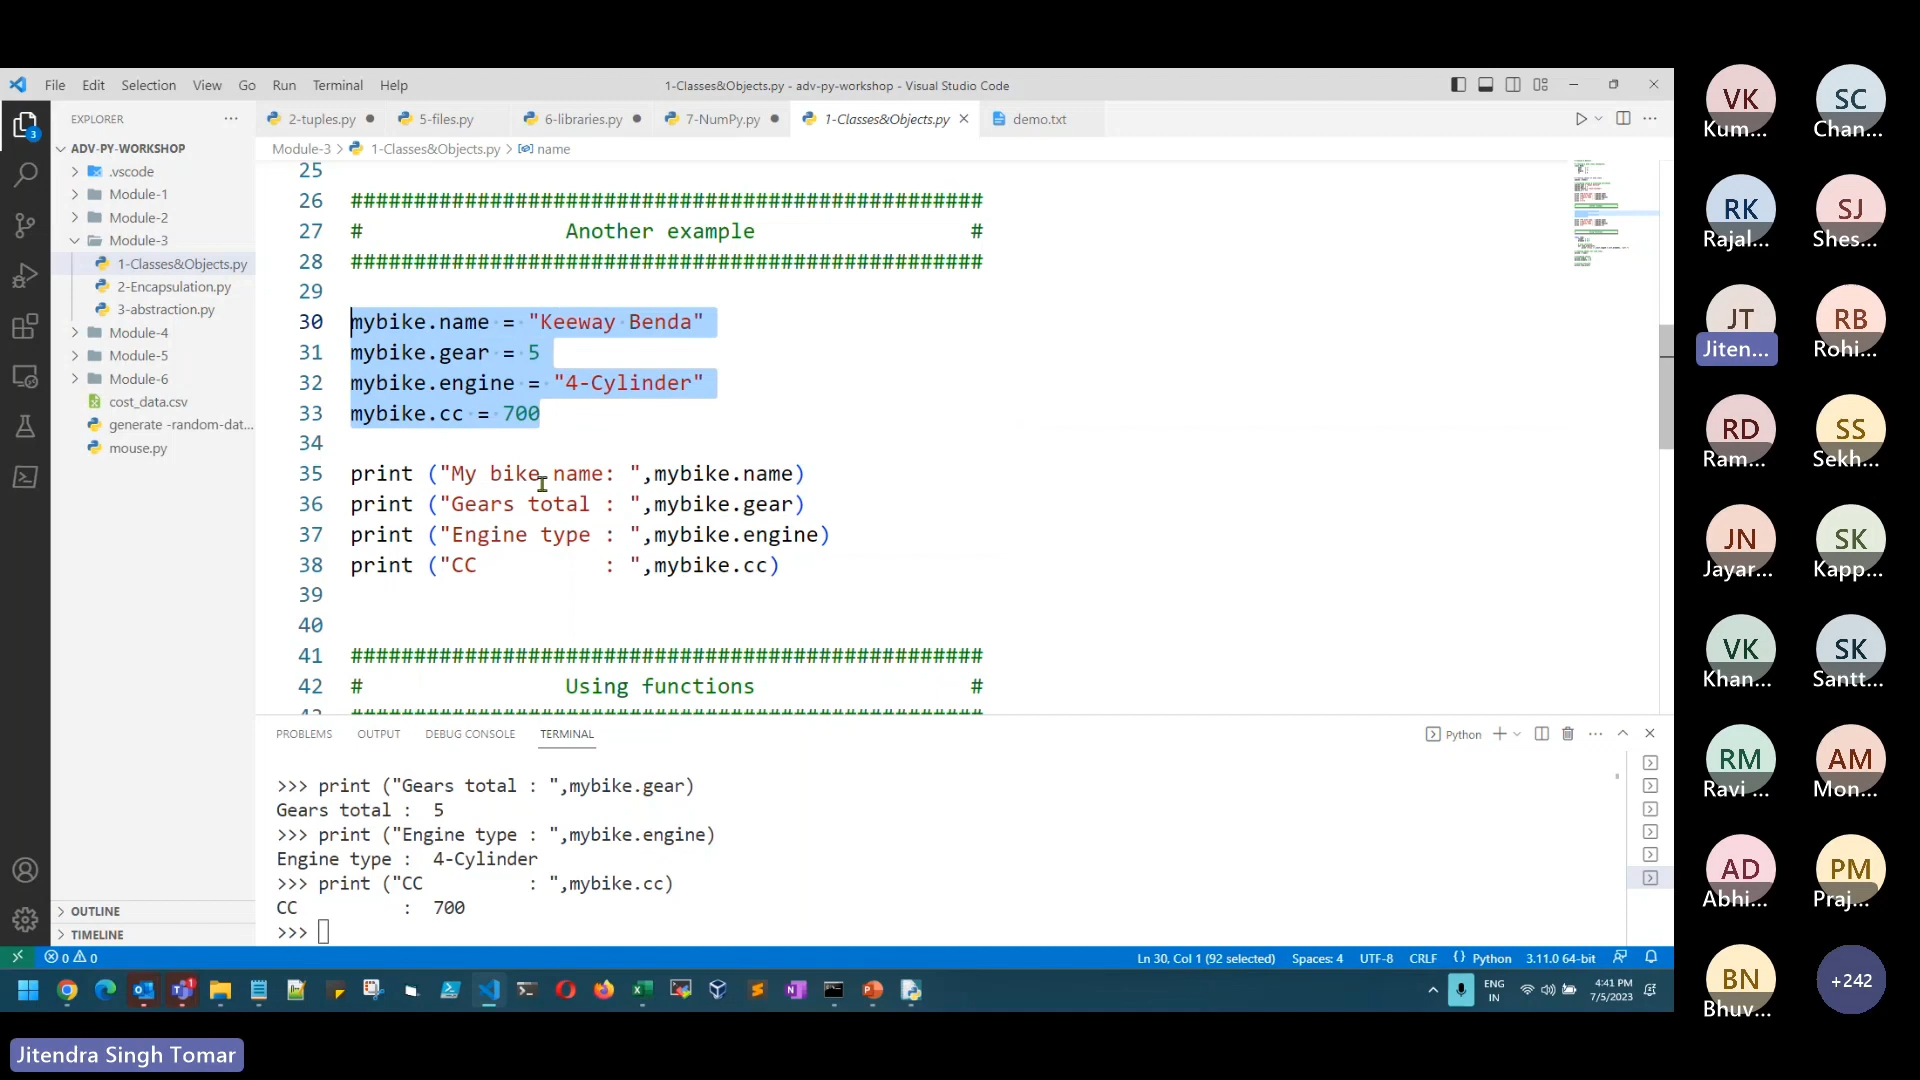 File Edit Selection View Go Run Terminal Help
1-Classes&Objects.py - adv-py-workshop - Visual Studio Code
EXPLORER
2-tuples.py
5-files.py
6-libraries.py
7-NumPy.py
1-Classes&Objects.py
demo.txt
Module-3 > 1-Classes&Objects.py > name
ADV-PY-WORKSHOP
.vscode
Module-1
Module-2
Module-3
1-Classes&Objects.py
2-Encapsulation.py
3-abstraction.py
Module-4
Module-5
Module-6
cost_data.csv
generate -random-dat...
mouse.py
OUTLINE
TIMELINE
3
25
26 ##################################################
27 # Another example #
28 ##################################################
29
30 mybike.name = "Keeway Benda"
31 mybike.gear = 5
32 mybike.engine = "4-Cylinder"
33 mybike.cc = 700
34
35 print ("My bike name: ",mybike.name)
36 print ("Gears total : ",mybike.gear)
37 print ("Engine type : ",mybike.engine)
38 print ("CC          : ",mybike.cc)
39
40
41 ##################################################
42 # Using functions #
PROBLEMS OUTPUT DEBUG CONSOLE TERMINAL
Python
>>> print ("Gears total : ",mybike.gear)
Gears total :  5
>>> print ("Engine type : ",mybike.engine)
Engine type :  4-Cylinder
>>> print ("CC          : ",mybike.cc)
CC          :  700
>>>
0 0
Ln 30, Col 1 (92 selected) Spaces: 4 UTF-8 CRLF Python 3.11.0 64-bit
ENG
IN
4:41 PM
7/5/2023
VK
Kum...
SC
Chan...
RK
Rajal...
SJ
Shes...
JT
Jiten...
RB
Rohi...
RD
Ram...
SS
Sekh...
JN
Jayar...
SK
Kapp...
VK
Khan...
SK
Santt...
RM
Ravi ...
AM
Mon...
AD
Abhi...
PM
Praj...
BN
Bhuv...
+242
Jitendra Singh Tomar